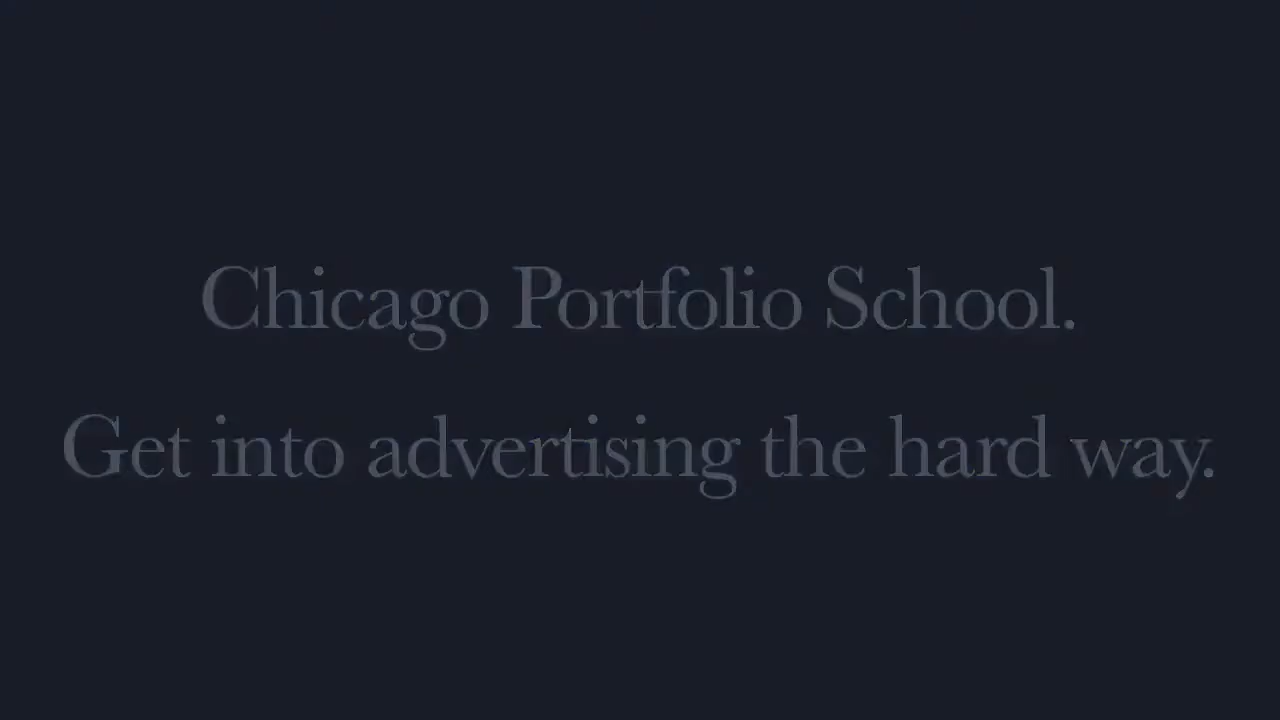 Chicago Portfolio School.
Get into advertising the hard way.